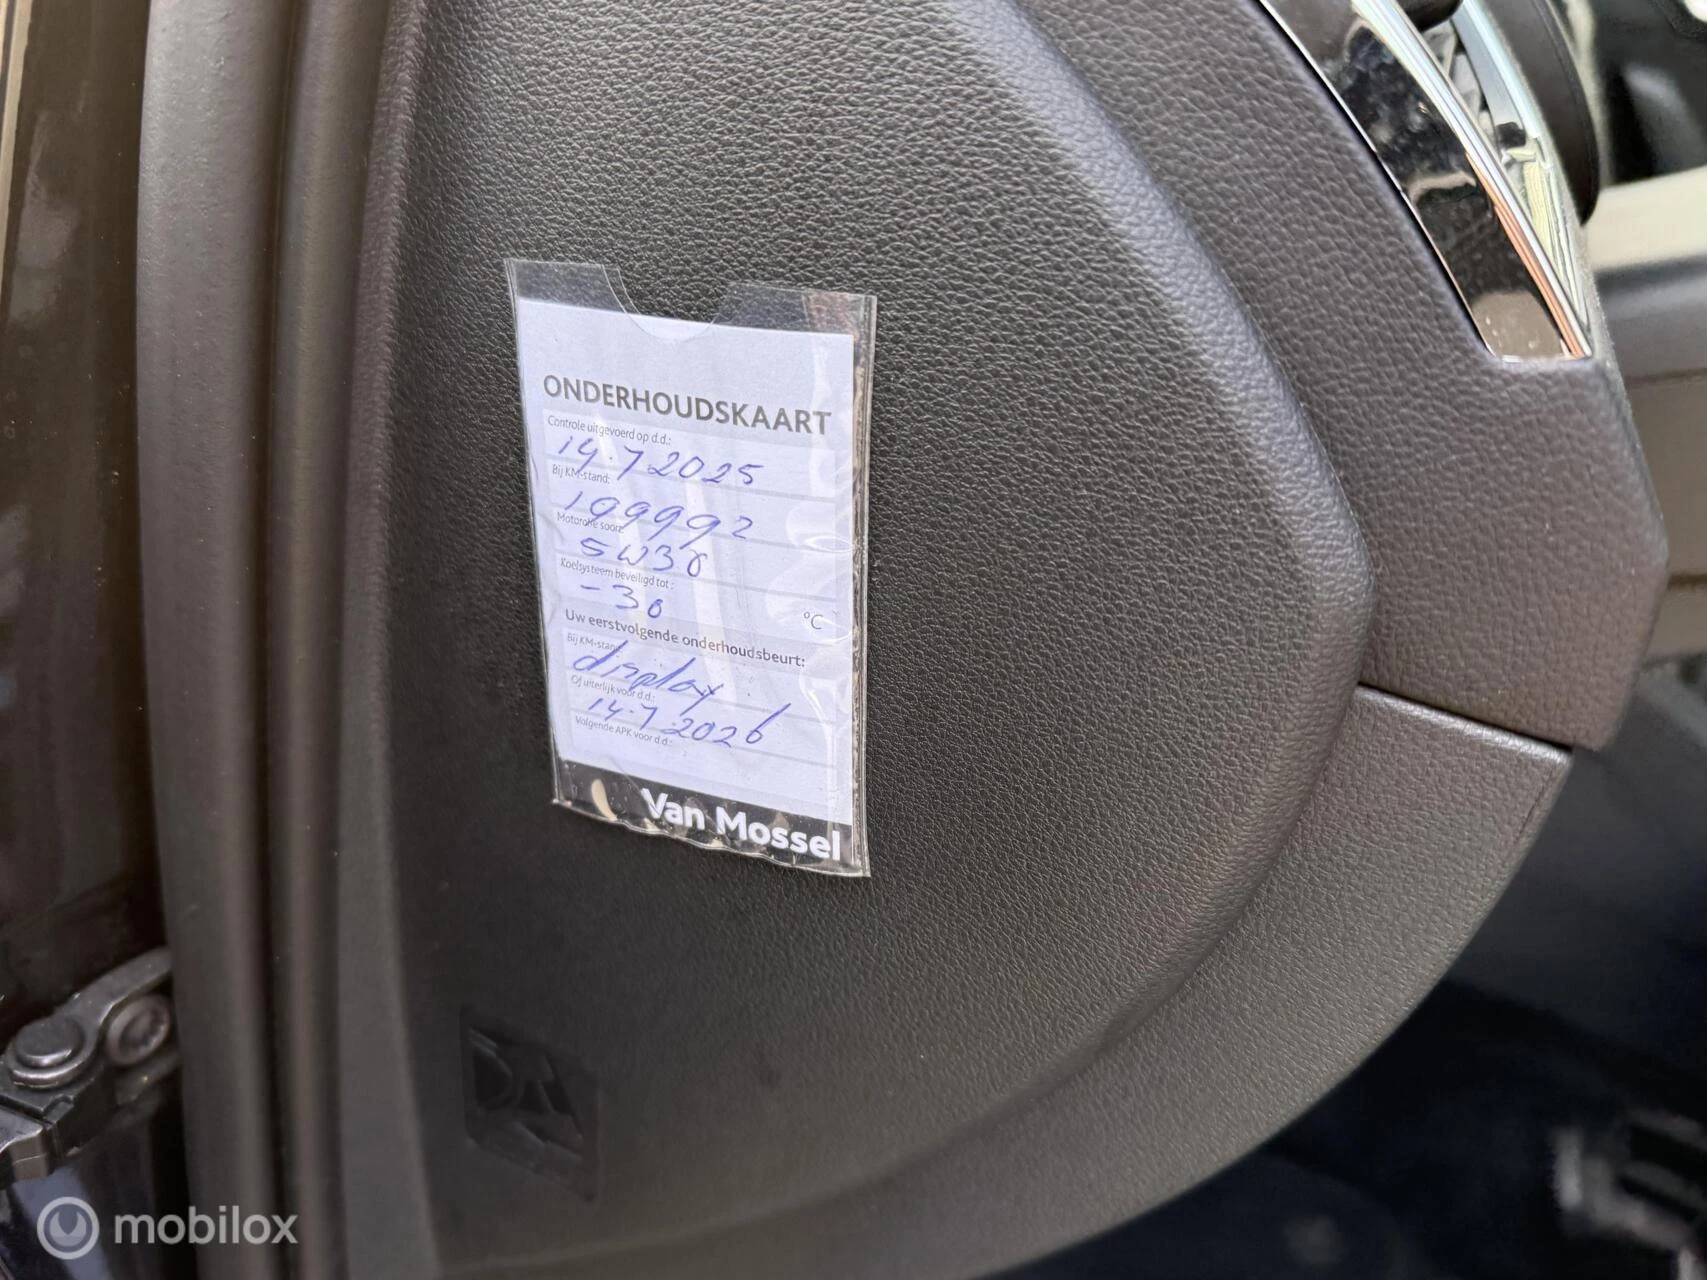 ONDERHOUDSKAART
Controle uitgevoerd op d.d.:
14.7.2025
Bij KM-stand:
199992
Motorolie soort:
5W30
Koelsysteem beveiligd tot:
-30 °C
Uw eerstvolgende onderhoudsbeurt:
Bij KM-stand:
display
Of uiterlijk voor d.d.:
14.7.2026
Volgende APK voor d.d.:
Van Mossel
mobilox